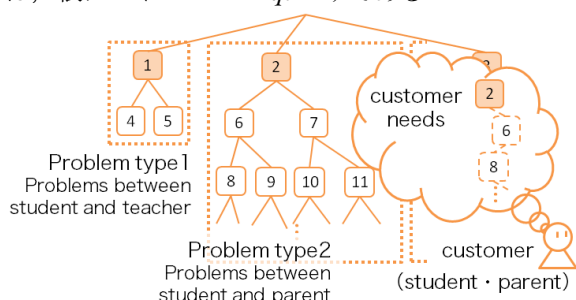 1
2
3
customer
needs
2
6
8
4
5
6
7
8
9
10
11
Problem type1
Problems between
student and teacher
Problem type2
Problems between
student and parent
customer
(student・parent)